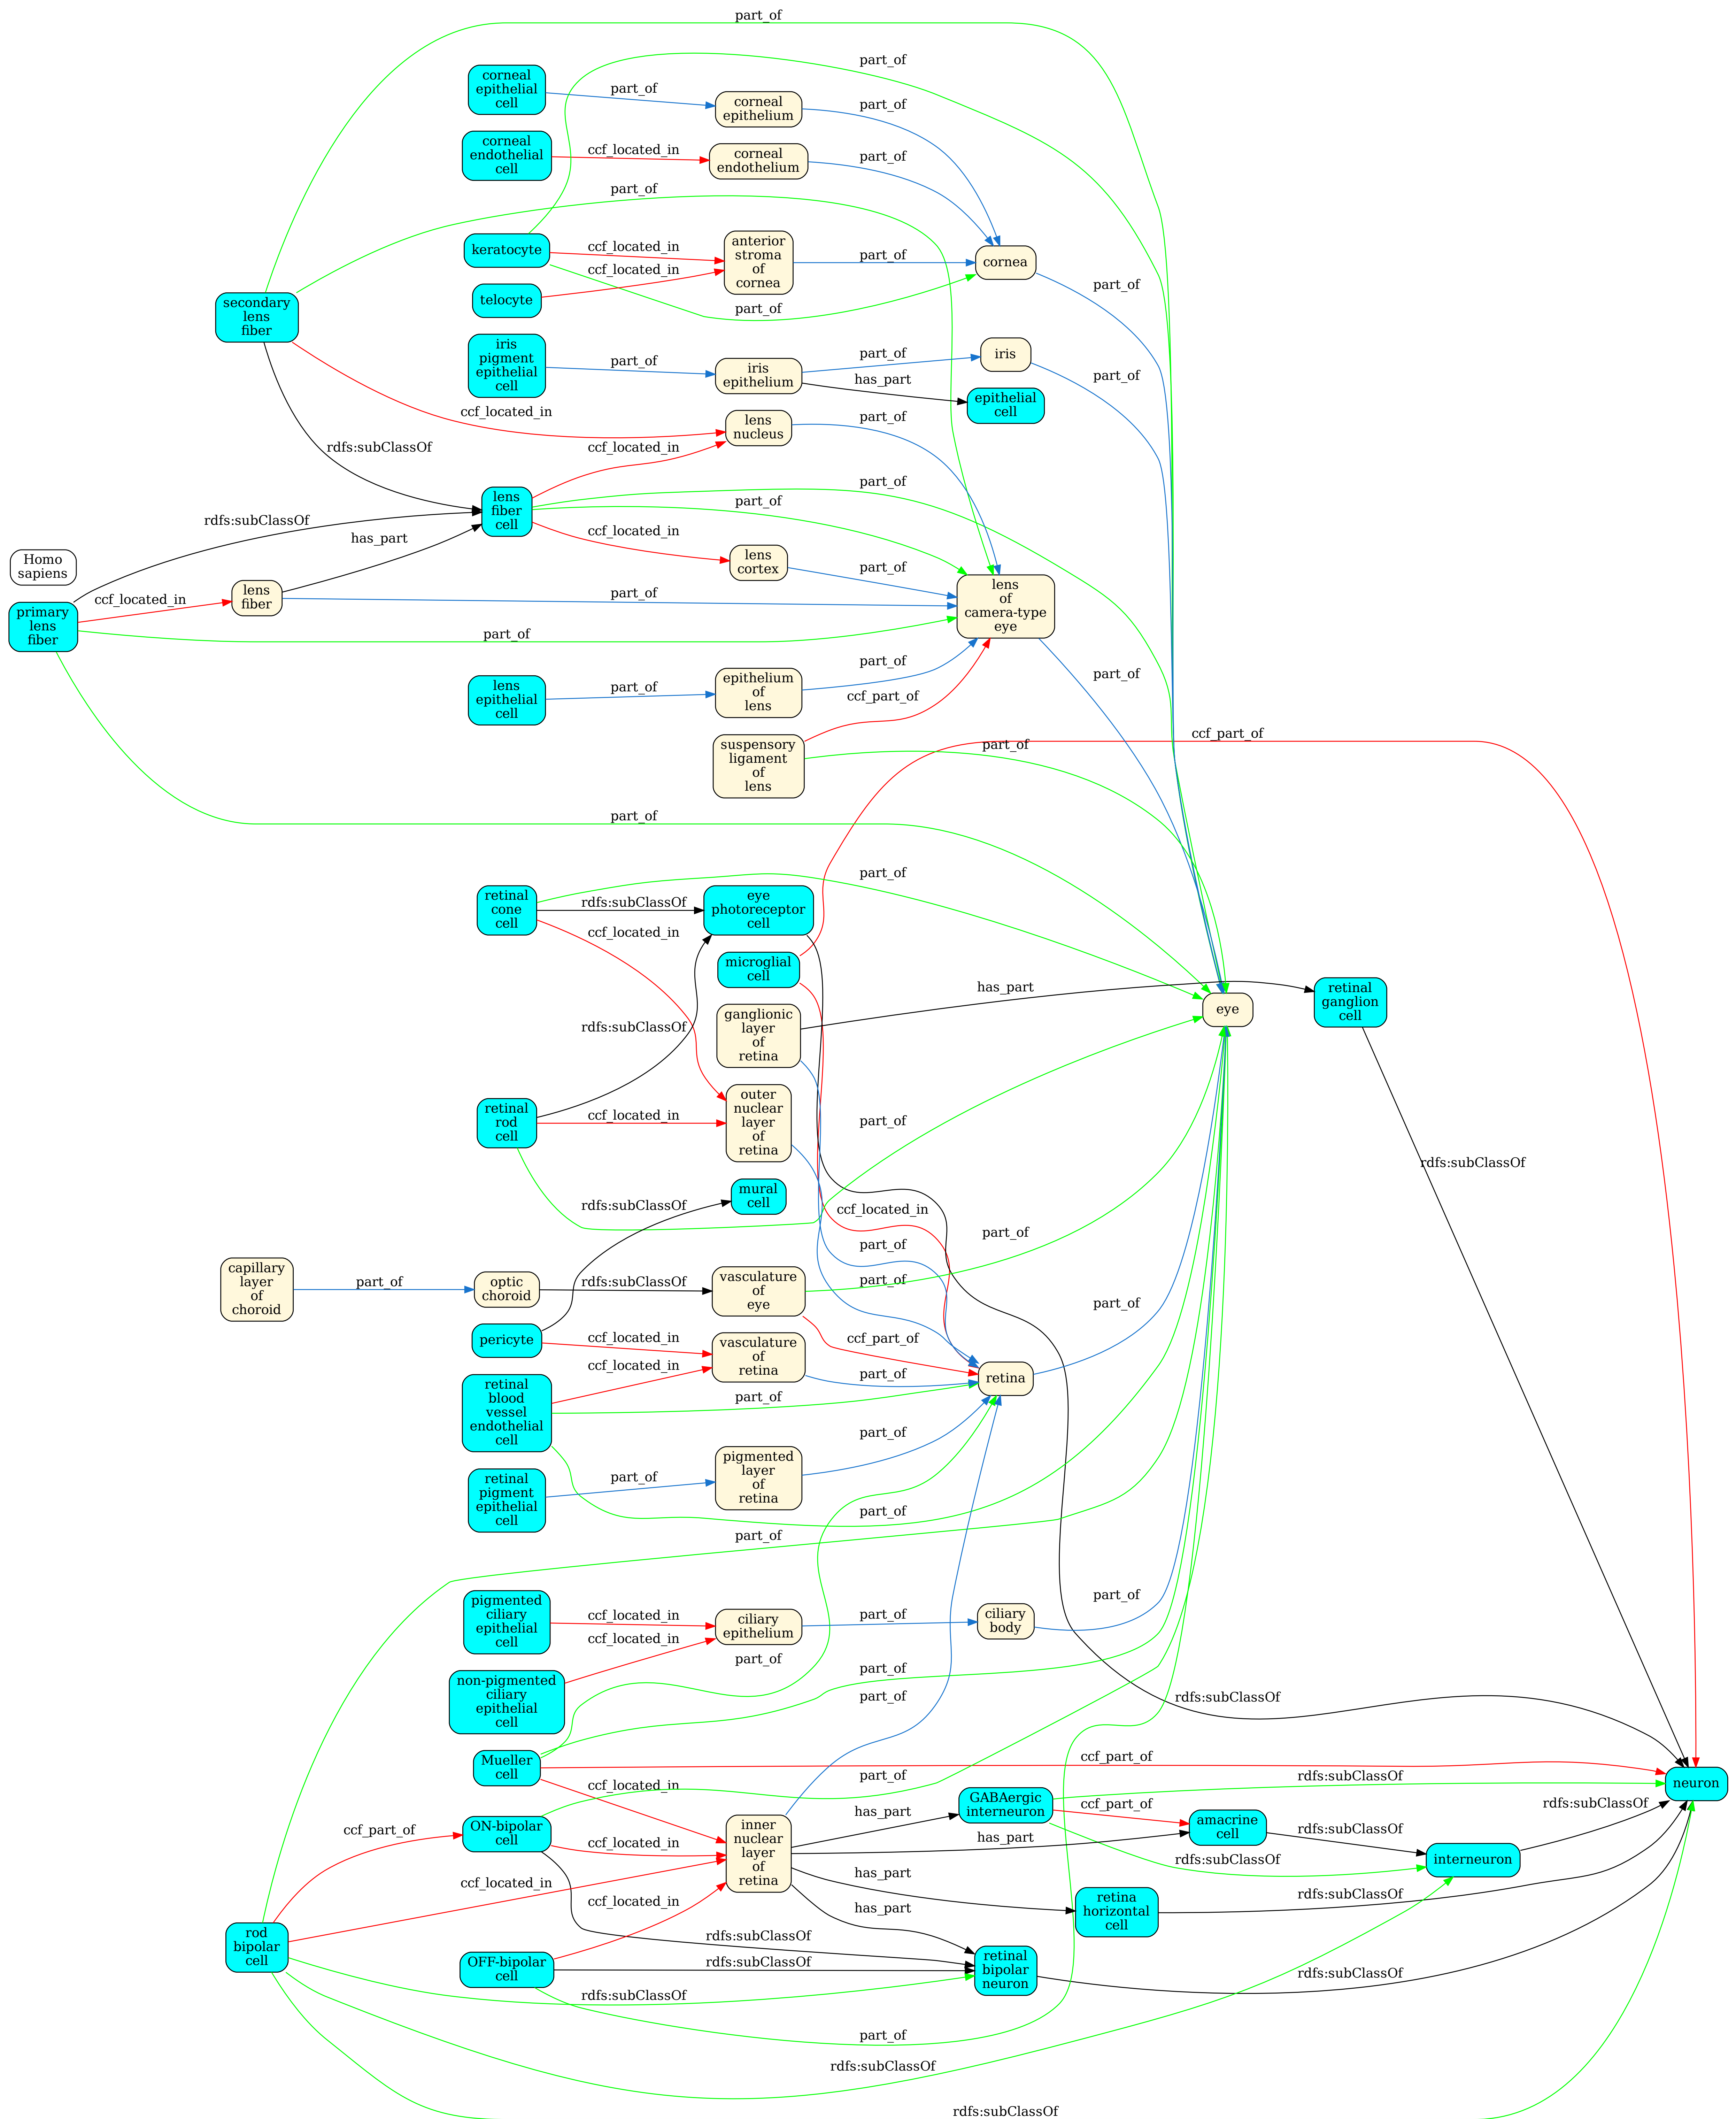 part_of
part_of
corneal
epithelial
cell
part_of
corneal
epithelium
part_of
corneal
endothelial
cell
ccf_located_in
corneal
endothelium
part_of
part_of
keratocyte
ccf_located_in
anterior
stroma
of
cornea
part_of
cornea
ccf_located_in
telocyte
part_of
part_of
secondary
lens
fiber
iris
pigment
epithelial
cell
part_of
iris
epithelium
part_of
iris
part_of
has_part
epithelial
cell
ccf_located_in
lens
nucleus
part_of
rdfs:subClassOf
ccf_located_in
lens
fiber
cell
part_of
part_of
rdfs:subClassOf
has_part
ccf_located_in
lens
cortex
part_of
Homo
sapiens
primary
lens
fiber
ccf_located_in
lens
fiber
part_of
lens
of
camera-type
eye
part_of
part_of
lens
epithelial
cell
part_of
epithelium
of
lens
part_of
ccf_part_of
suspensory
ligament
of
lens
part_of
ccf_part_of
part_of
retinal
cone
cell
part_of
rdfs:subClassOf
eye
photoreceptor
cell
ccf_located_in
microglial
cell
ganglionic
layer
of
retina
has_part
eye
retinal
ganglion
cell
rdfs:subClassOf
retinal
rod
cell
ccf_located_in
outer
nuclear
layer
of
retina
part_of
rdfs:subClassOf
rdfs:subClassOf
mural
cell
ccf_located_in
part_of
part_of
capillary
layer
of
choroid
part_of
optic
choroid
rdfs:subClassOf
vasculature
of
eye
part_of
part_of
pericyte
ccf_located_in
vasculature
of
retina
ccf_part_of
ccf_located_in
part_of
retina
retinal
blood
vessel
endothelial
cell
part_of
part_of
retinal
pigment
epithelial
cell
part_of
pigmented
layer
of
retina
part_of
part_of
pigmented
ciliary
epithelial
cell
ccf_located_in
ciliary
epithelium
part_of
ciliary
body
part_of
ccf_located_in
non-pigmented
ciliary
epithelial
cell
part_of
part_of
part_of
rdfs:subClassOf
Mueller
cell
ccf_part_of
neuron
ccf_located_in
part_of
rdfs:subClassOf
ccf_part_of
ON-bipolar
cell
ccf_located_in
inner
nuclear
layer
of
retina
has_part
GABAergic
interneuron
ccf_part_of
amacrine
cell
has_part
rdfs:subClassOf
rdfs:subClassOf
interneuron
rdfs:subClassOf
ccf_located_in
ccf_located_in
has_part
retina
horizontal
cell
rdfs:subClassOf
has_part
rod
bipolar
cell
rdfs:subClassOf
OFF-bipolar
cell
rdfs:subClassOf
retinal
bipolar
neuron
rdfs:subClassOf
rdfs:subClassOf
part_of
rdfs:subClassOf
rdfs:subClassOf